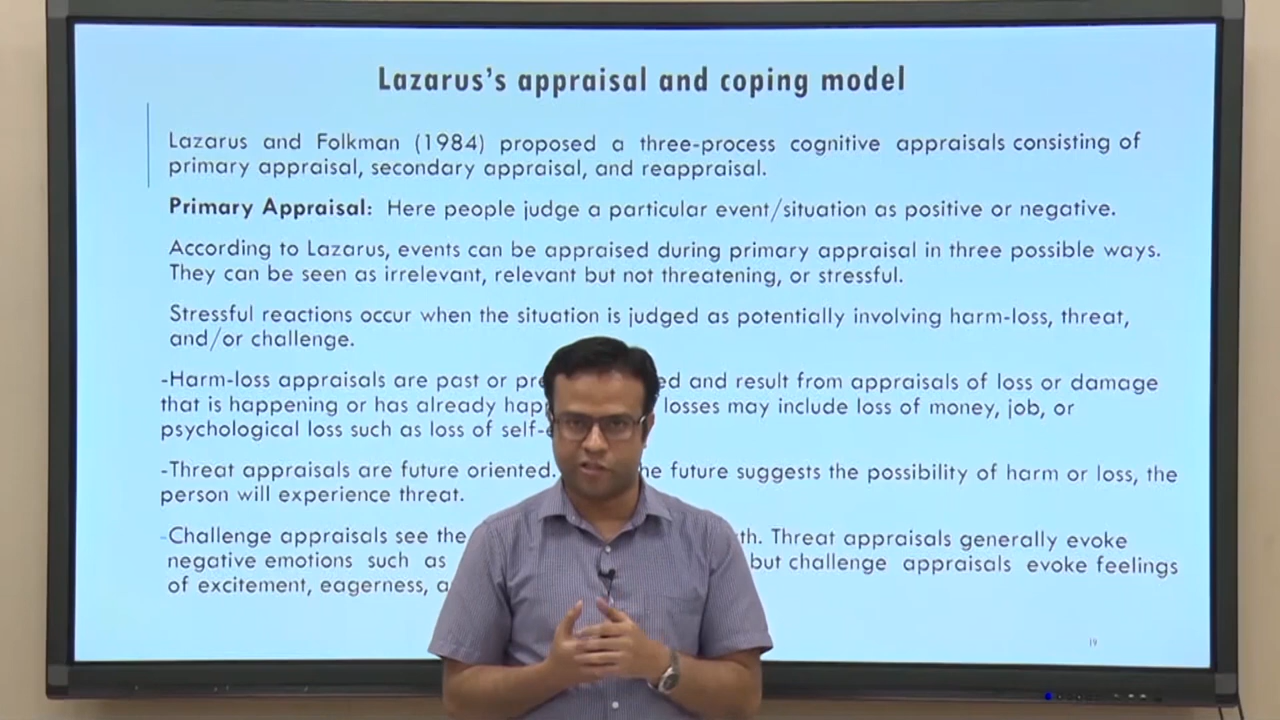 Lazarus's appraisal and coping model
Lazarus and Folkman (1984) proposed a three-process cognitive appraisals consisting of
primary appraisal, secondary appraisal, and reappraisal.
Primary Appraisal: Here people judge a particular event/situation as positive or negative.
According to Lazarus, events can be appraised during primary appraisal in three possible ways.
They can be seen as irrelevant, relevant but not threatening, or stressful.
Stressful reactions occur when the situation is judged as potentially involving harm-loss, threat,
and/or challenge.
-Harm-loss appraisals are past or and result from appraisals of loss or damage
that is happening or has already losses may include loss of money, job, or
psychological loss such as loss of
-Threat appraisals are future oriented. future suggests the possibility of harm or loss, the
person will experience threat.
-Challenge appraisals see the Threat appraisals generally evoke
negative emotions such as but challenge appraisals evoke feelings
of excitement, eagerness,
19